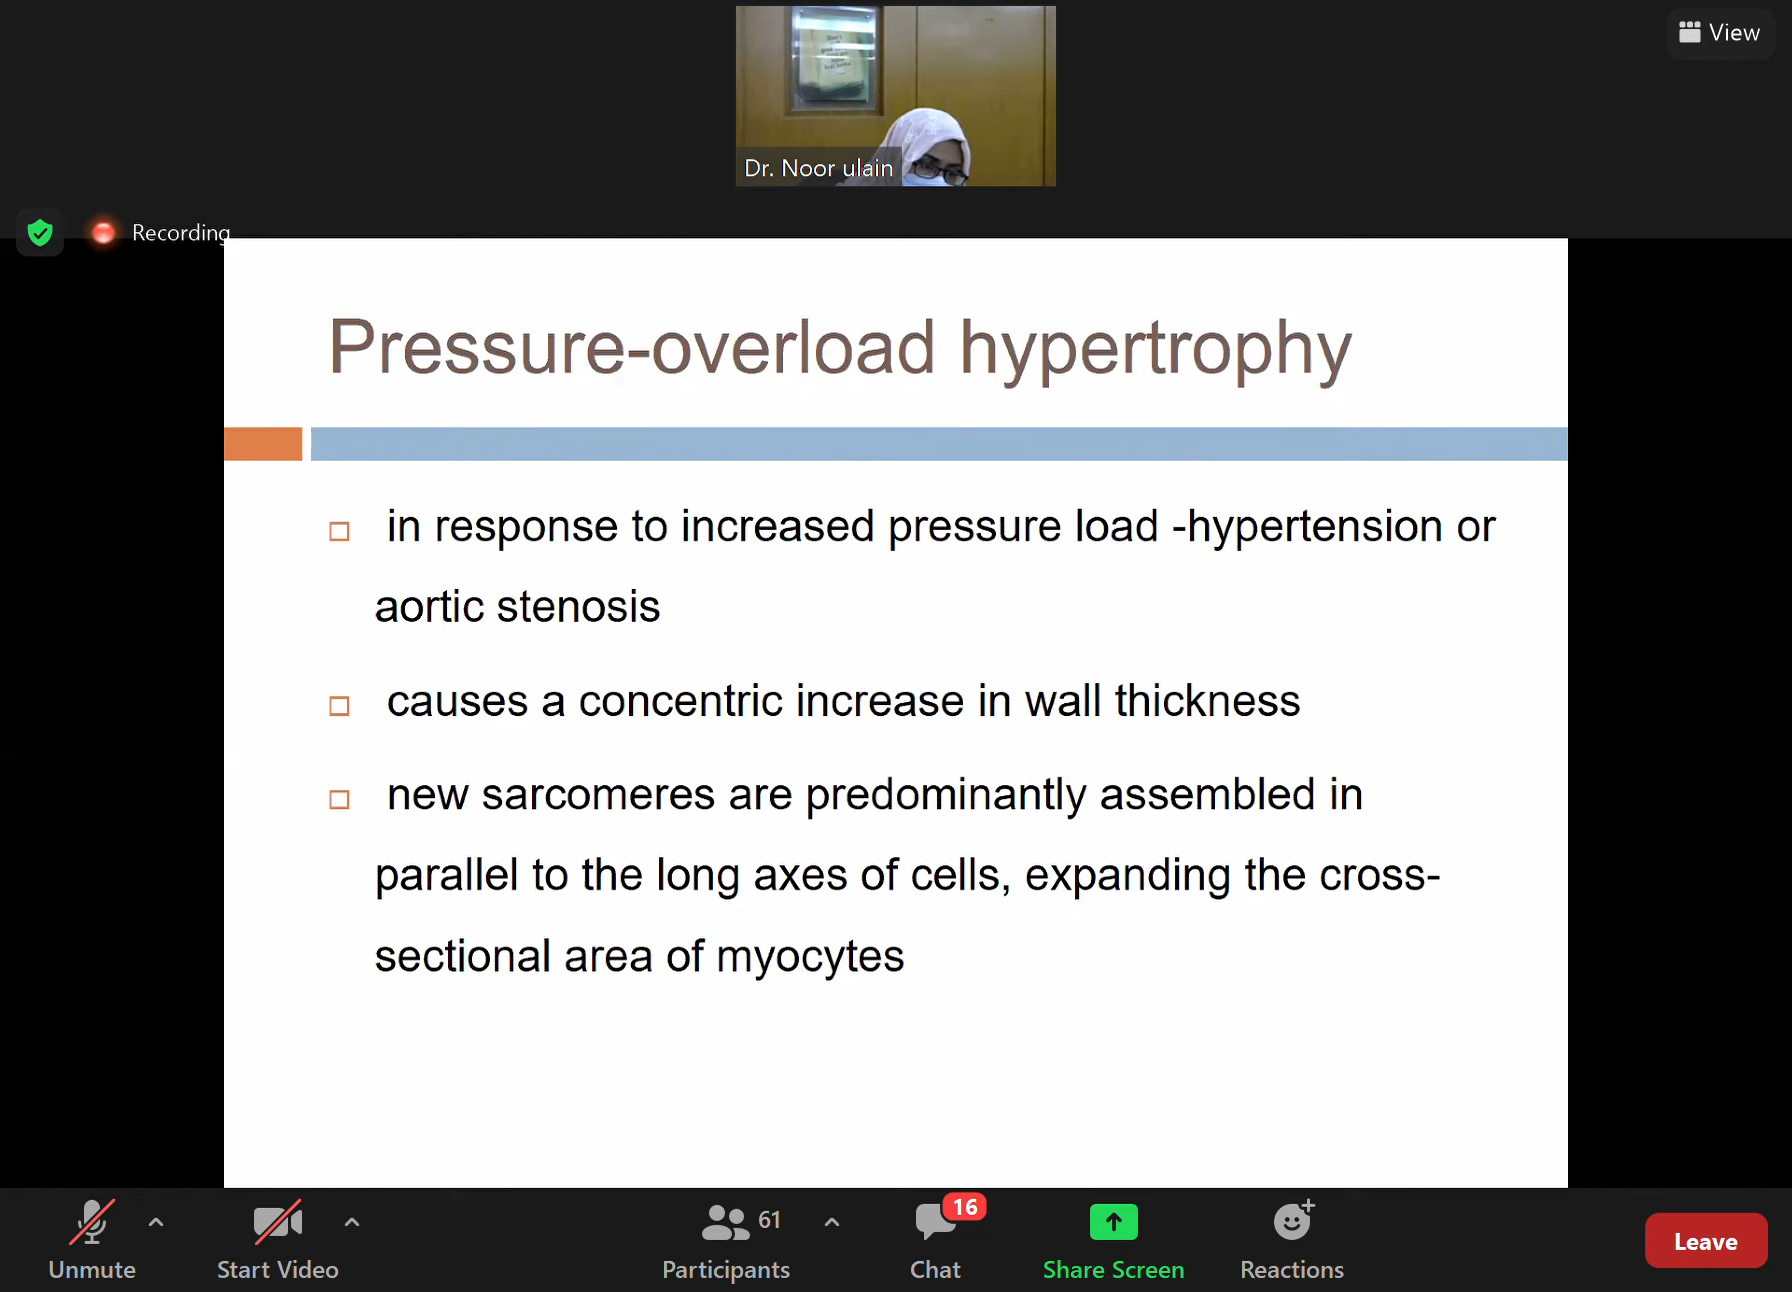 View
Dr. Noor ulain
Recording
Pressure-overload hypertrophy
in response to increased pressure load -hypertension or
aortic stenosis
causes a concentric increase in wall thickness
new sarcomeres are predominantly assembled in
parallel to the long axes of cells, expanding the cross-
sectional area of myocytes
61
16
Unmute
Start Video
Participants
Chat
Share Screen
Reactions
Leave